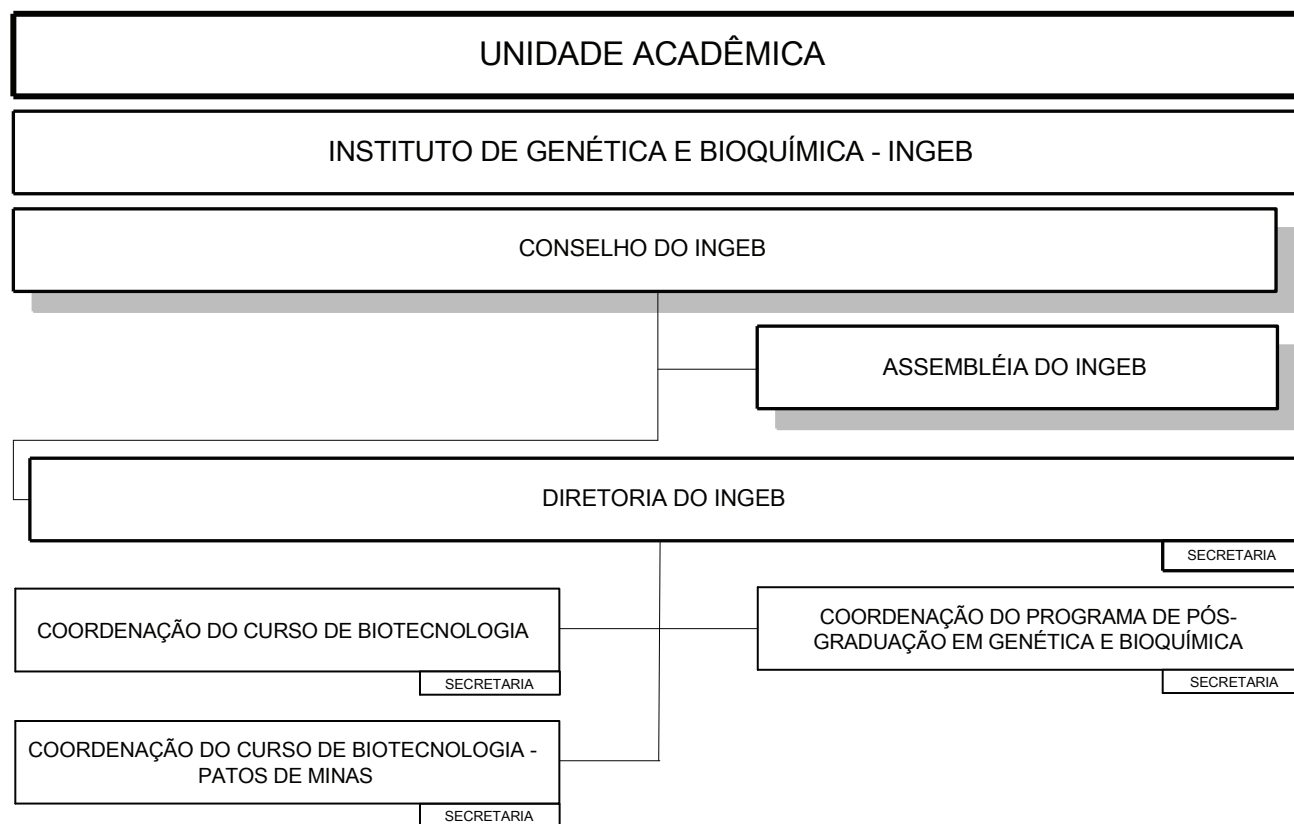 UNIDADE ACADÊMICA
INSTITUTO DE GENÉTICA E BIOQUÍMICA - INGEB
CONSELHO DO INGEB
ASSEMBLÉIA DO INGEB
DIRETORIA DO INGEB
SECRETARIA
COORDENAÇÃO DO CURSO DE BIOTECNOLOGIA
SECRETARIA
COORDENAÇÃO DO PROGRAMA DE PÓS-
GRADUAÇÃO EM GENÉTICA E BIOQUÍMICA
SECRETARIA
COORDENAÇÃO DO CURSO DE BIOTECNOLOGIA -
PATOS DE MINAS
SECRETARIA